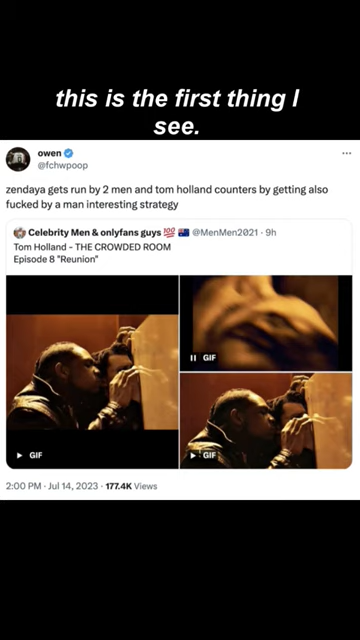 this is the first thing I
see.
owen
@fchwpoop
zendaya gets run by 2 men and tom holland counters by getting also
fucked by a man interesting strategy
Celebrity Men & onlyfans guys 💯 🇦🇺 @MenMen2021 · 9h
Tom Holland - THE CROWDED ROOM
Episode 8 "Reunion"
GIF
GIF
GIF
2:00 PM · Jul 14, 2023 · 177.4K Views